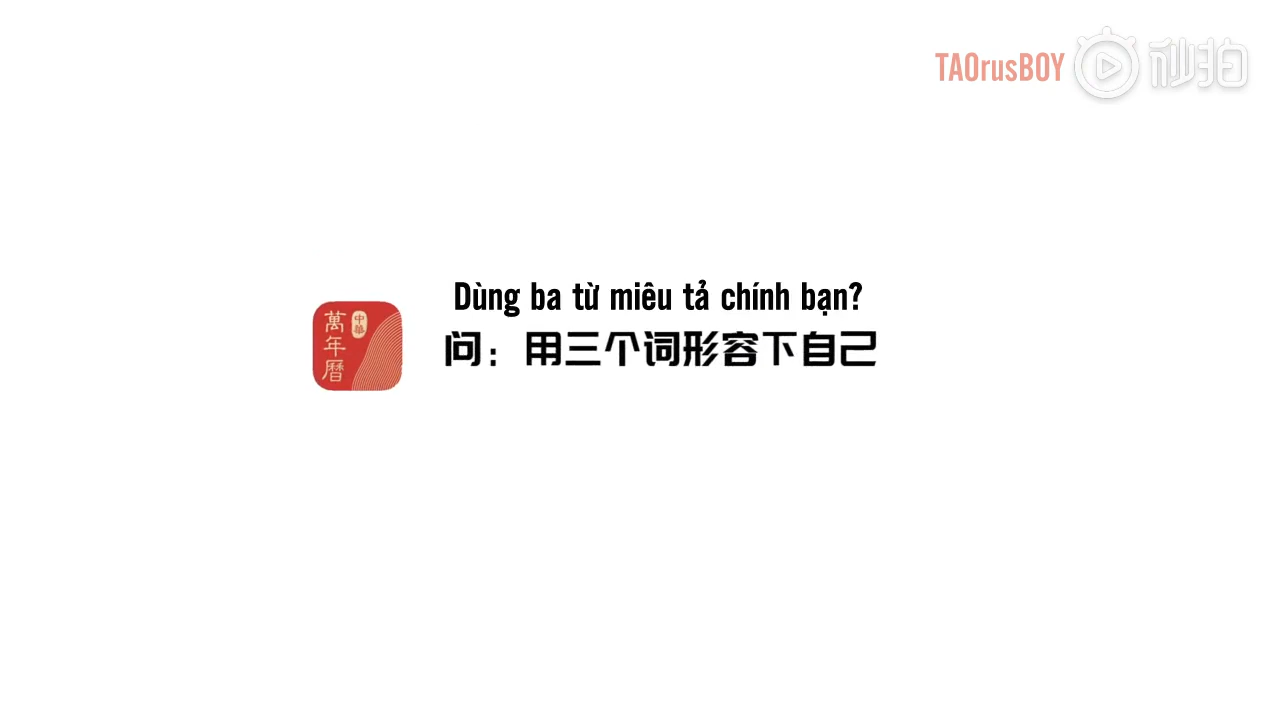 TAOrusBOY 秒拍
Dùng ba từ miêu tả chính bạn?
问：用三个词形容下自己
中華
萬年曆